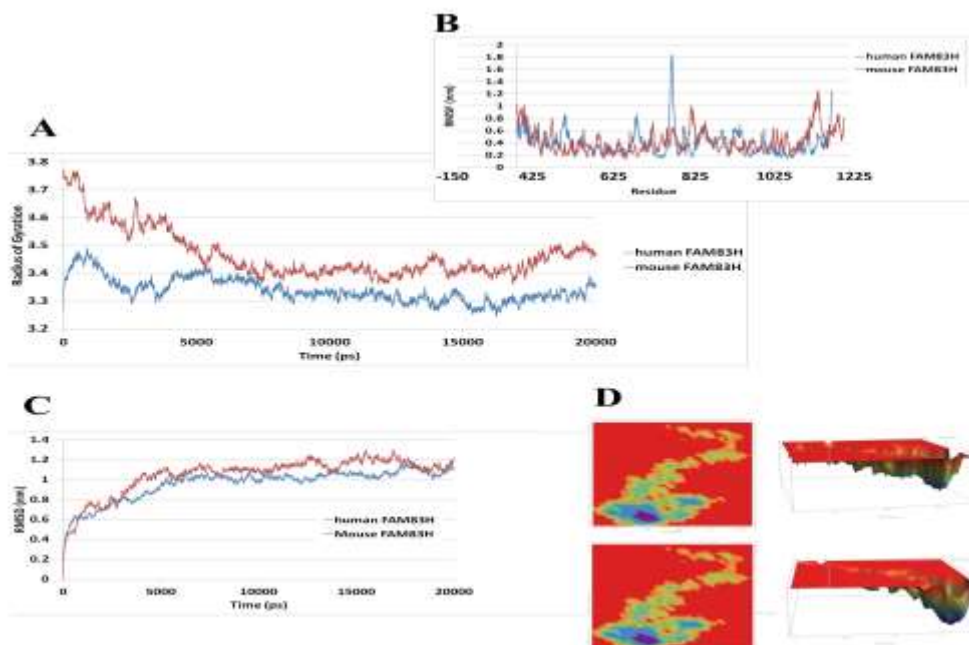 B
2
1.8
1.6
1.4
1.2
1
0.8
0.6
0.4
0.2
0
RMSF (nm)
human FAM83H
mouse FAM83H
-150
425
625
825
1025
1225
Residue
A
3.8
3.7
3.6
3.5
3.4
3.3
3.2
Radius of Gyration
human FAM83H
mouse FAM83H
0
5000
10000
15000
20000
Time (ps)
C
1.4
1.2
1
0.8
0.6
0.4
0.2
0
RMSD (nm)
human FAM83H
Mouse FAM83H
0
5000
10000
15000
20000
Time (ps)
D